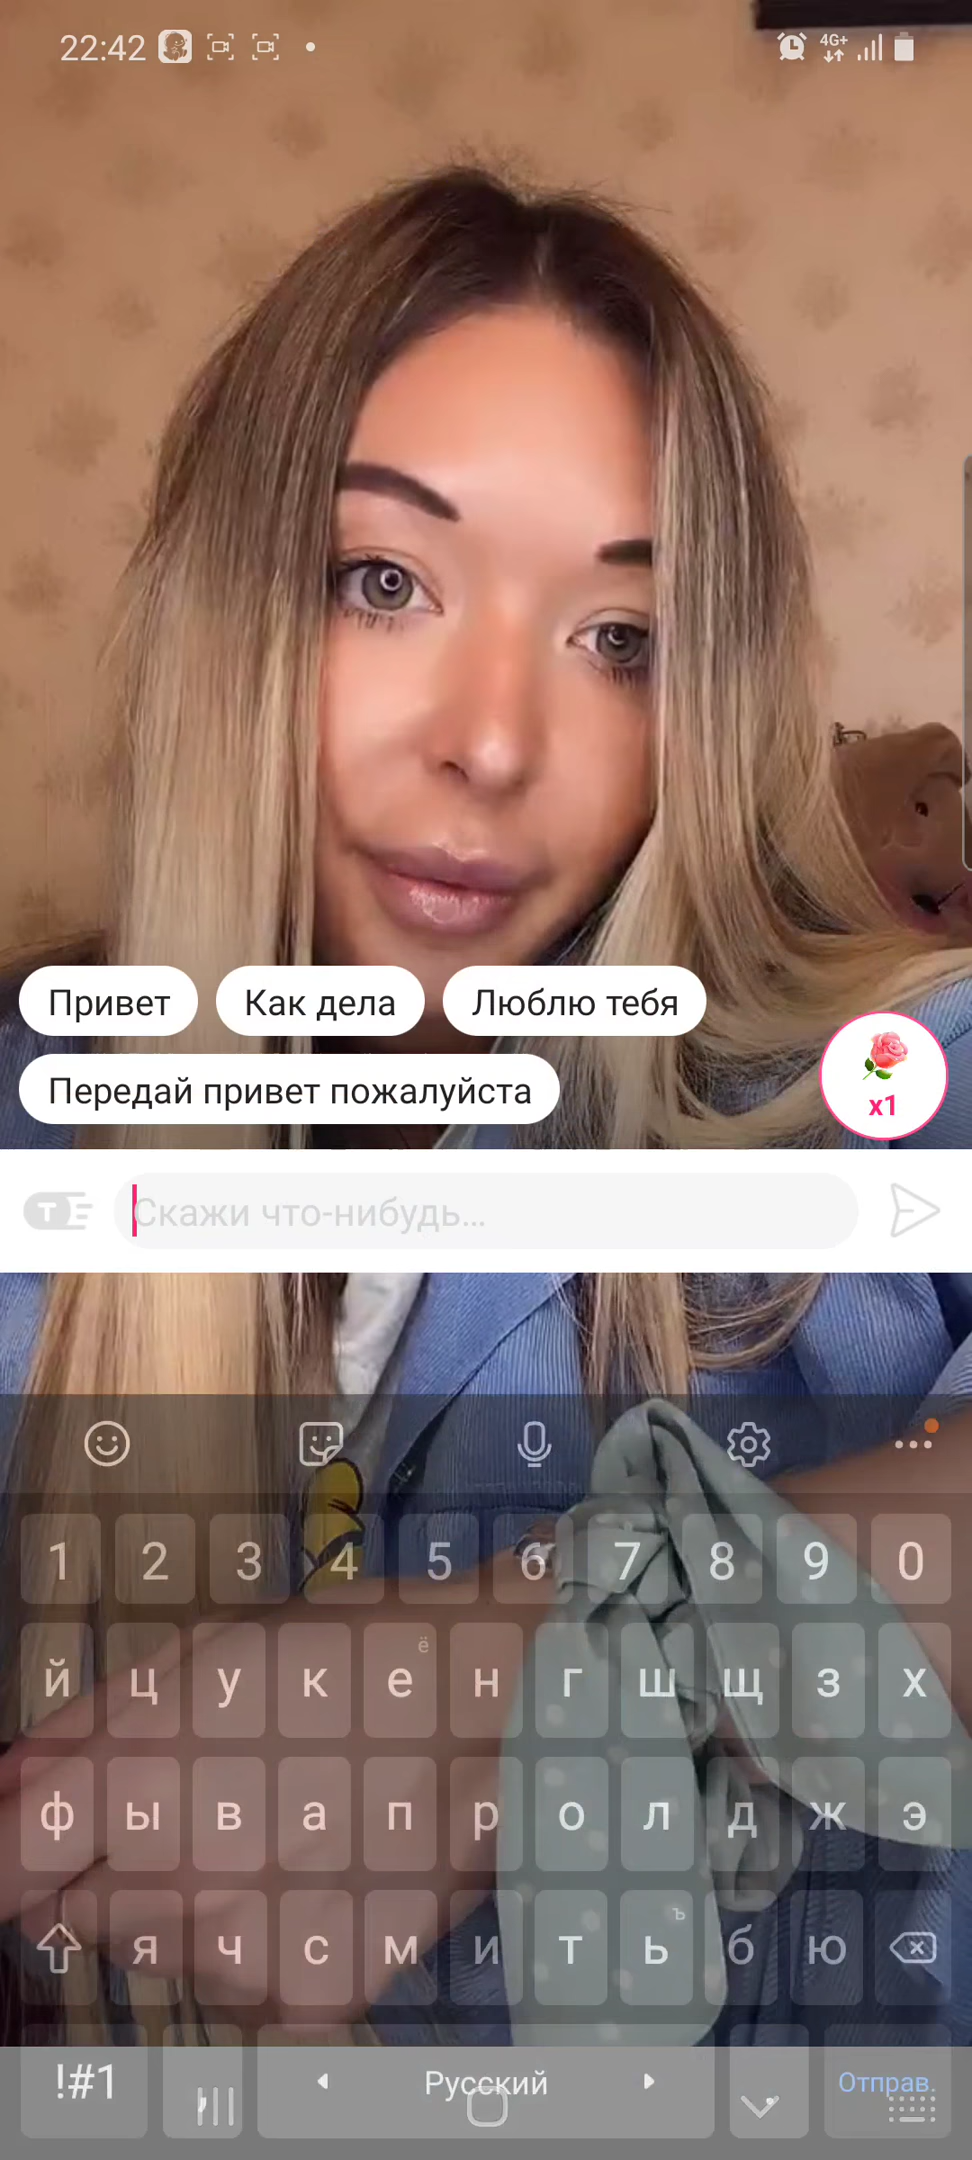 22:42 4G+
Привет Как дела Люблю тебя
Передай привет пожалуйста
x1
T Скажи что-нибудь...
1 2 3 4 5 6 7 8 9 0
й ц у к е ё н г ш щ з х
ф ы в а п р о л д ж э
я ч с м и т ь ъ б ю
!#1 , Русский . Отправ.